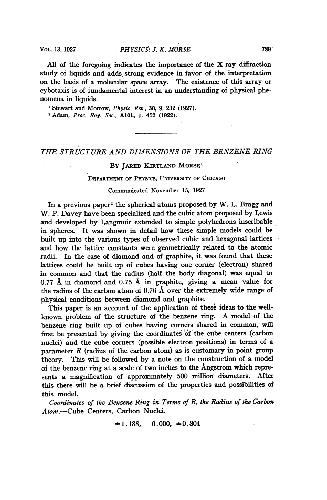 VOL. 13, 1927 PHYSICS: J. K. MORSE 789
All of the foregoing indicates the importance of the X-ray diffraction
study of liquids and adds strong evidence in favor of the interpretation
on the basis of a molecular space array. The existence of this array or
cybotaxis is of fundamental interest in an understanding of physical phe-
nomena in liquids.
¹ Stewart and Morrow, Physic. Rev., 30, 9, 232 (1927).
² Adam, Proc. Roy. Soc., A101, p. 452 (1922).
THE STRUCTURE AND DIMENSIONS OF THE BENZENE RING
BY JARED KIRTLAND MORSE¹
DEPARTMENT OF PHYSICS, UNIVERSITY OF CHICAGO
Communicated November 15, 1927
In a previous paper² the spherical atoms proposed by W. L. Bragg and
W. P. Davey have been specialized and the cubic atom proposed by Lewis
and developed by Langmuir extended to simple polyhedrons inscribable
in spheres. It was shown in detail how these simple models could be
built up into the various types of observed cubic and hexagonal lattices
and how the lattice constants were geometrically related to the atomic
radii. In the case of diamond and of graphite, it was found that these
lattices could be built up of cubes having one corner (electron) shared
in common and that the radius (half the body diagonal) was equal to
0.77 Å in diamond and 0.75 Å in graphite, giving a mean value for
the radius of the carbon atom of 0.76 Å over the extremely wide range of
physical conditions between diamond and graphite.
This paper is an account of the application of these ideas to the well-
known problem of the structure of the benzene ring. A model of the
benzene ring built up of cubes having corners shared in common, will
first be presented by giving the coordinates of the cube centers (carbon
nuclei) and the cube corners (possible electron positions) in terms of a
parameter R (radius of the carbon atom) as is customary in point group
theory. This will be followed by a note on the construction of a model
of the benzene ring at a scale of two inches to the Ångstrom which repre-
sents a magnification of approximately 500 million diameters. After
this there will be a brief discussion of the properties and possibilities of
this model.
Coordinates of the Benzene Ring in Terms of R, the Radius of the Carbon
Atom.—Cube Centers, Carbon Nuclei.
±1.138, 0.000, ±0.804